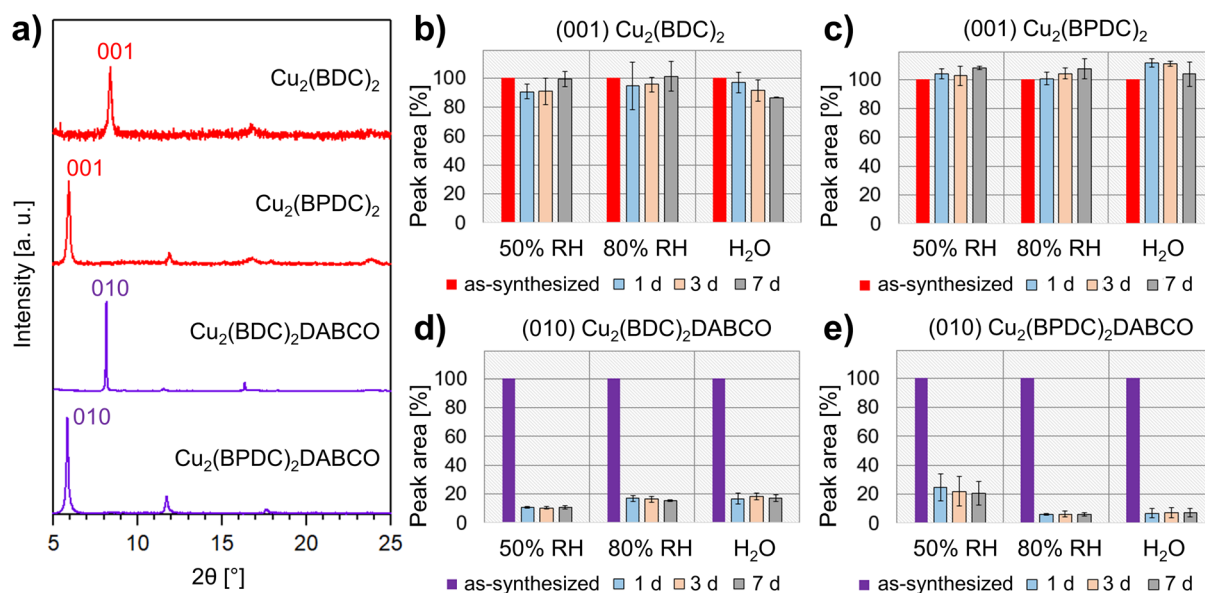 a)
001
Cu₂(BDC)₂
001
Cu₂(BPDC)₂
010
Cu₂(BDC)₂DABCO
010
Cu₂(BPDC)₂DABCO
Intensity [a. u.]
5 10 15 20 25
2θ [°]
b) (001) Cu₂(BDC)₂
Peak area [%]
100
80
60
40
20
0
50% RH 80% RH H₂O
as-synthesized 1 d 3 d 7 d
c) (001) Cu₂(BPDC)₂
Peak area [%]
100
80
60
40
20
0
50% RH 80% RH H₂O
as-synthesized 1 d 3 d 7 d
d) (010) Cu₂(BDC)₂DABCO
Peak area [%]
100
80
60
40
20
0
50% RH 80% RH H₂O
as-synthesized 1 d 3 d 7 d
e) (010) Cu₂(BPDC)₂DABCO
Peak area [%]
100
80
60
40
20
0
50% RH 80% RH H₂O
as-synthesized 1 d 3 d 7 d